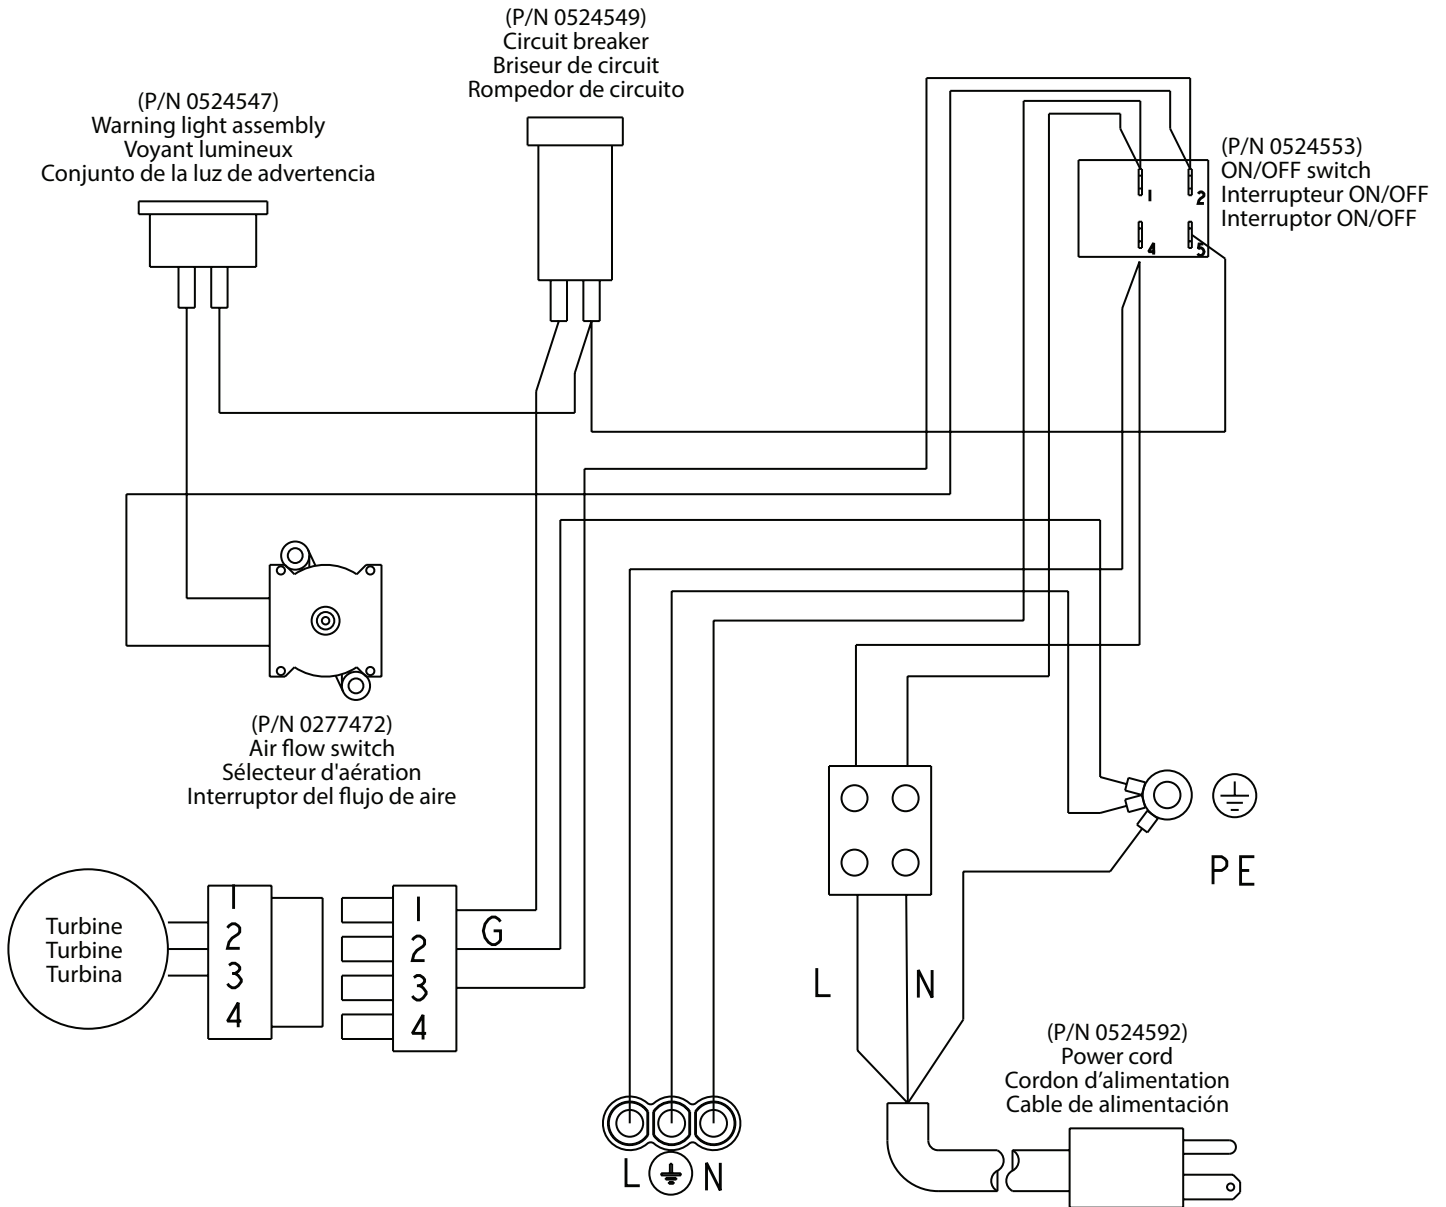 (P/N 0524549)
Circuit breaker
Briseur de circuit
Rompedor de circuito
(P/N 0524547)
Warning light assembly
Voyant lumineux
Conjunto de la luz de advertencia
(P/N 0524553)
ON/OFF switch
Interrupteur ON/OFF
Interruptor ON/OFF
1 2
4 5
(P/N 0277472)
Air flow switch
Sélecteur d'aération
Interruptor del flujo de aire
PE
Turbine
Turbine
Turbina
1
2
3
4
1
2
3
4
G
L N
(P/N 0524592)
Power cord
Cordon d’alimentation
Cable de alimentación
L N